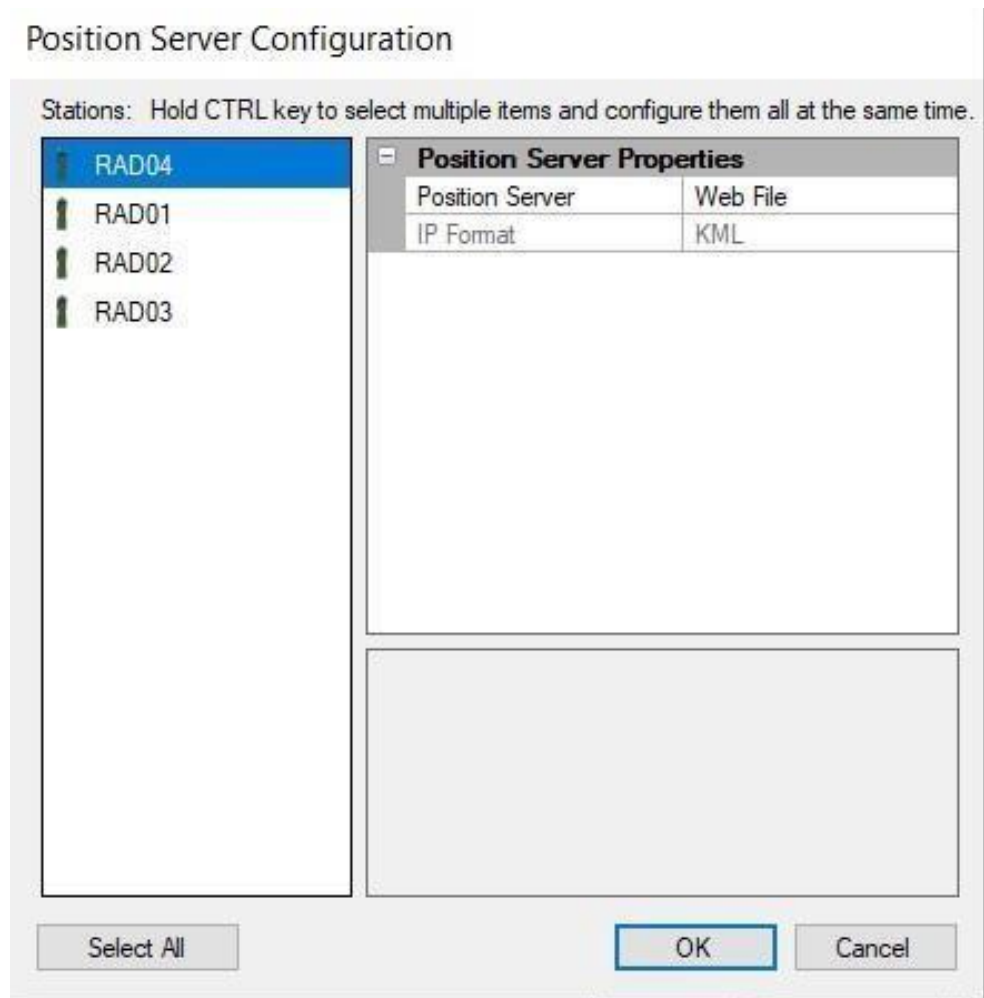 Position Server Configuration
Stations: Hold CTRL key to select multiple items and configure them all at the same time.
RAD04
RAD01
RAD02
RAD03
Position Server Properties
Position Server Web File
IP Format KML
Select All OK Cancel